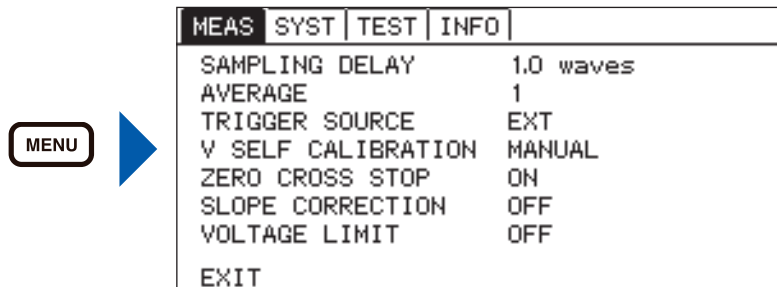 MEAS SYST TEST INFO
SAMPLING DELAY 1.0 waves
AVERAGE 1
TRIGGER SOURCE EXT
MENU
V SELF CALIBRATION MANUAL
ZERO CROSS STOP ON
SLOPE CORRECTION OFF
VOLTAGE LIMIT OFF
EXIT